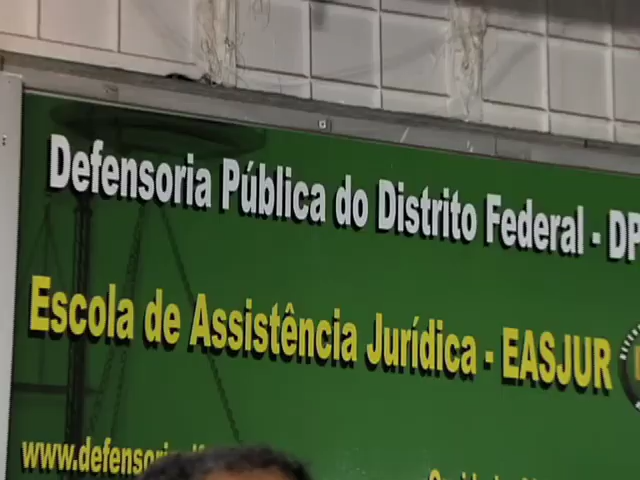 Defensoria Pública do Distrito Federal - DP
Escola de Assistência Jurídica - EASJUR